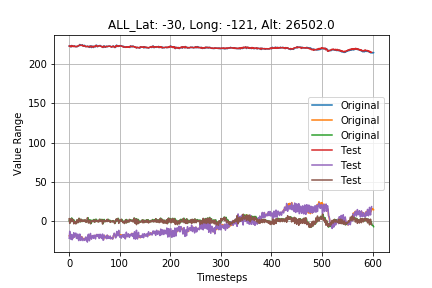 ALL_Lat: -30, Long: -121, Alt: 26502.0
Value Range
200
150
100
50
0
Original
Original
Original
Test
Test
Test
0 100 200 300 400 500 600
Timesteps